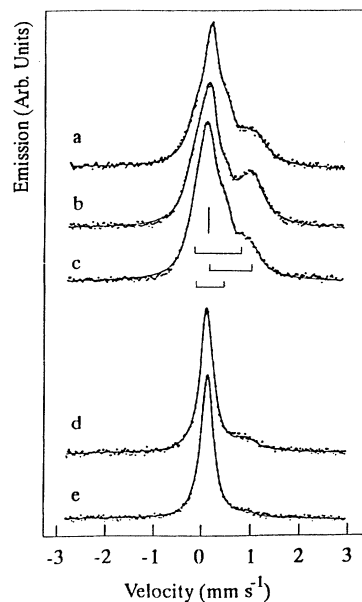 Emission (Arb. Units)
a
b
c
d
e
-3 -2 -1 0 1 2 3
Velocity (mm s-1)